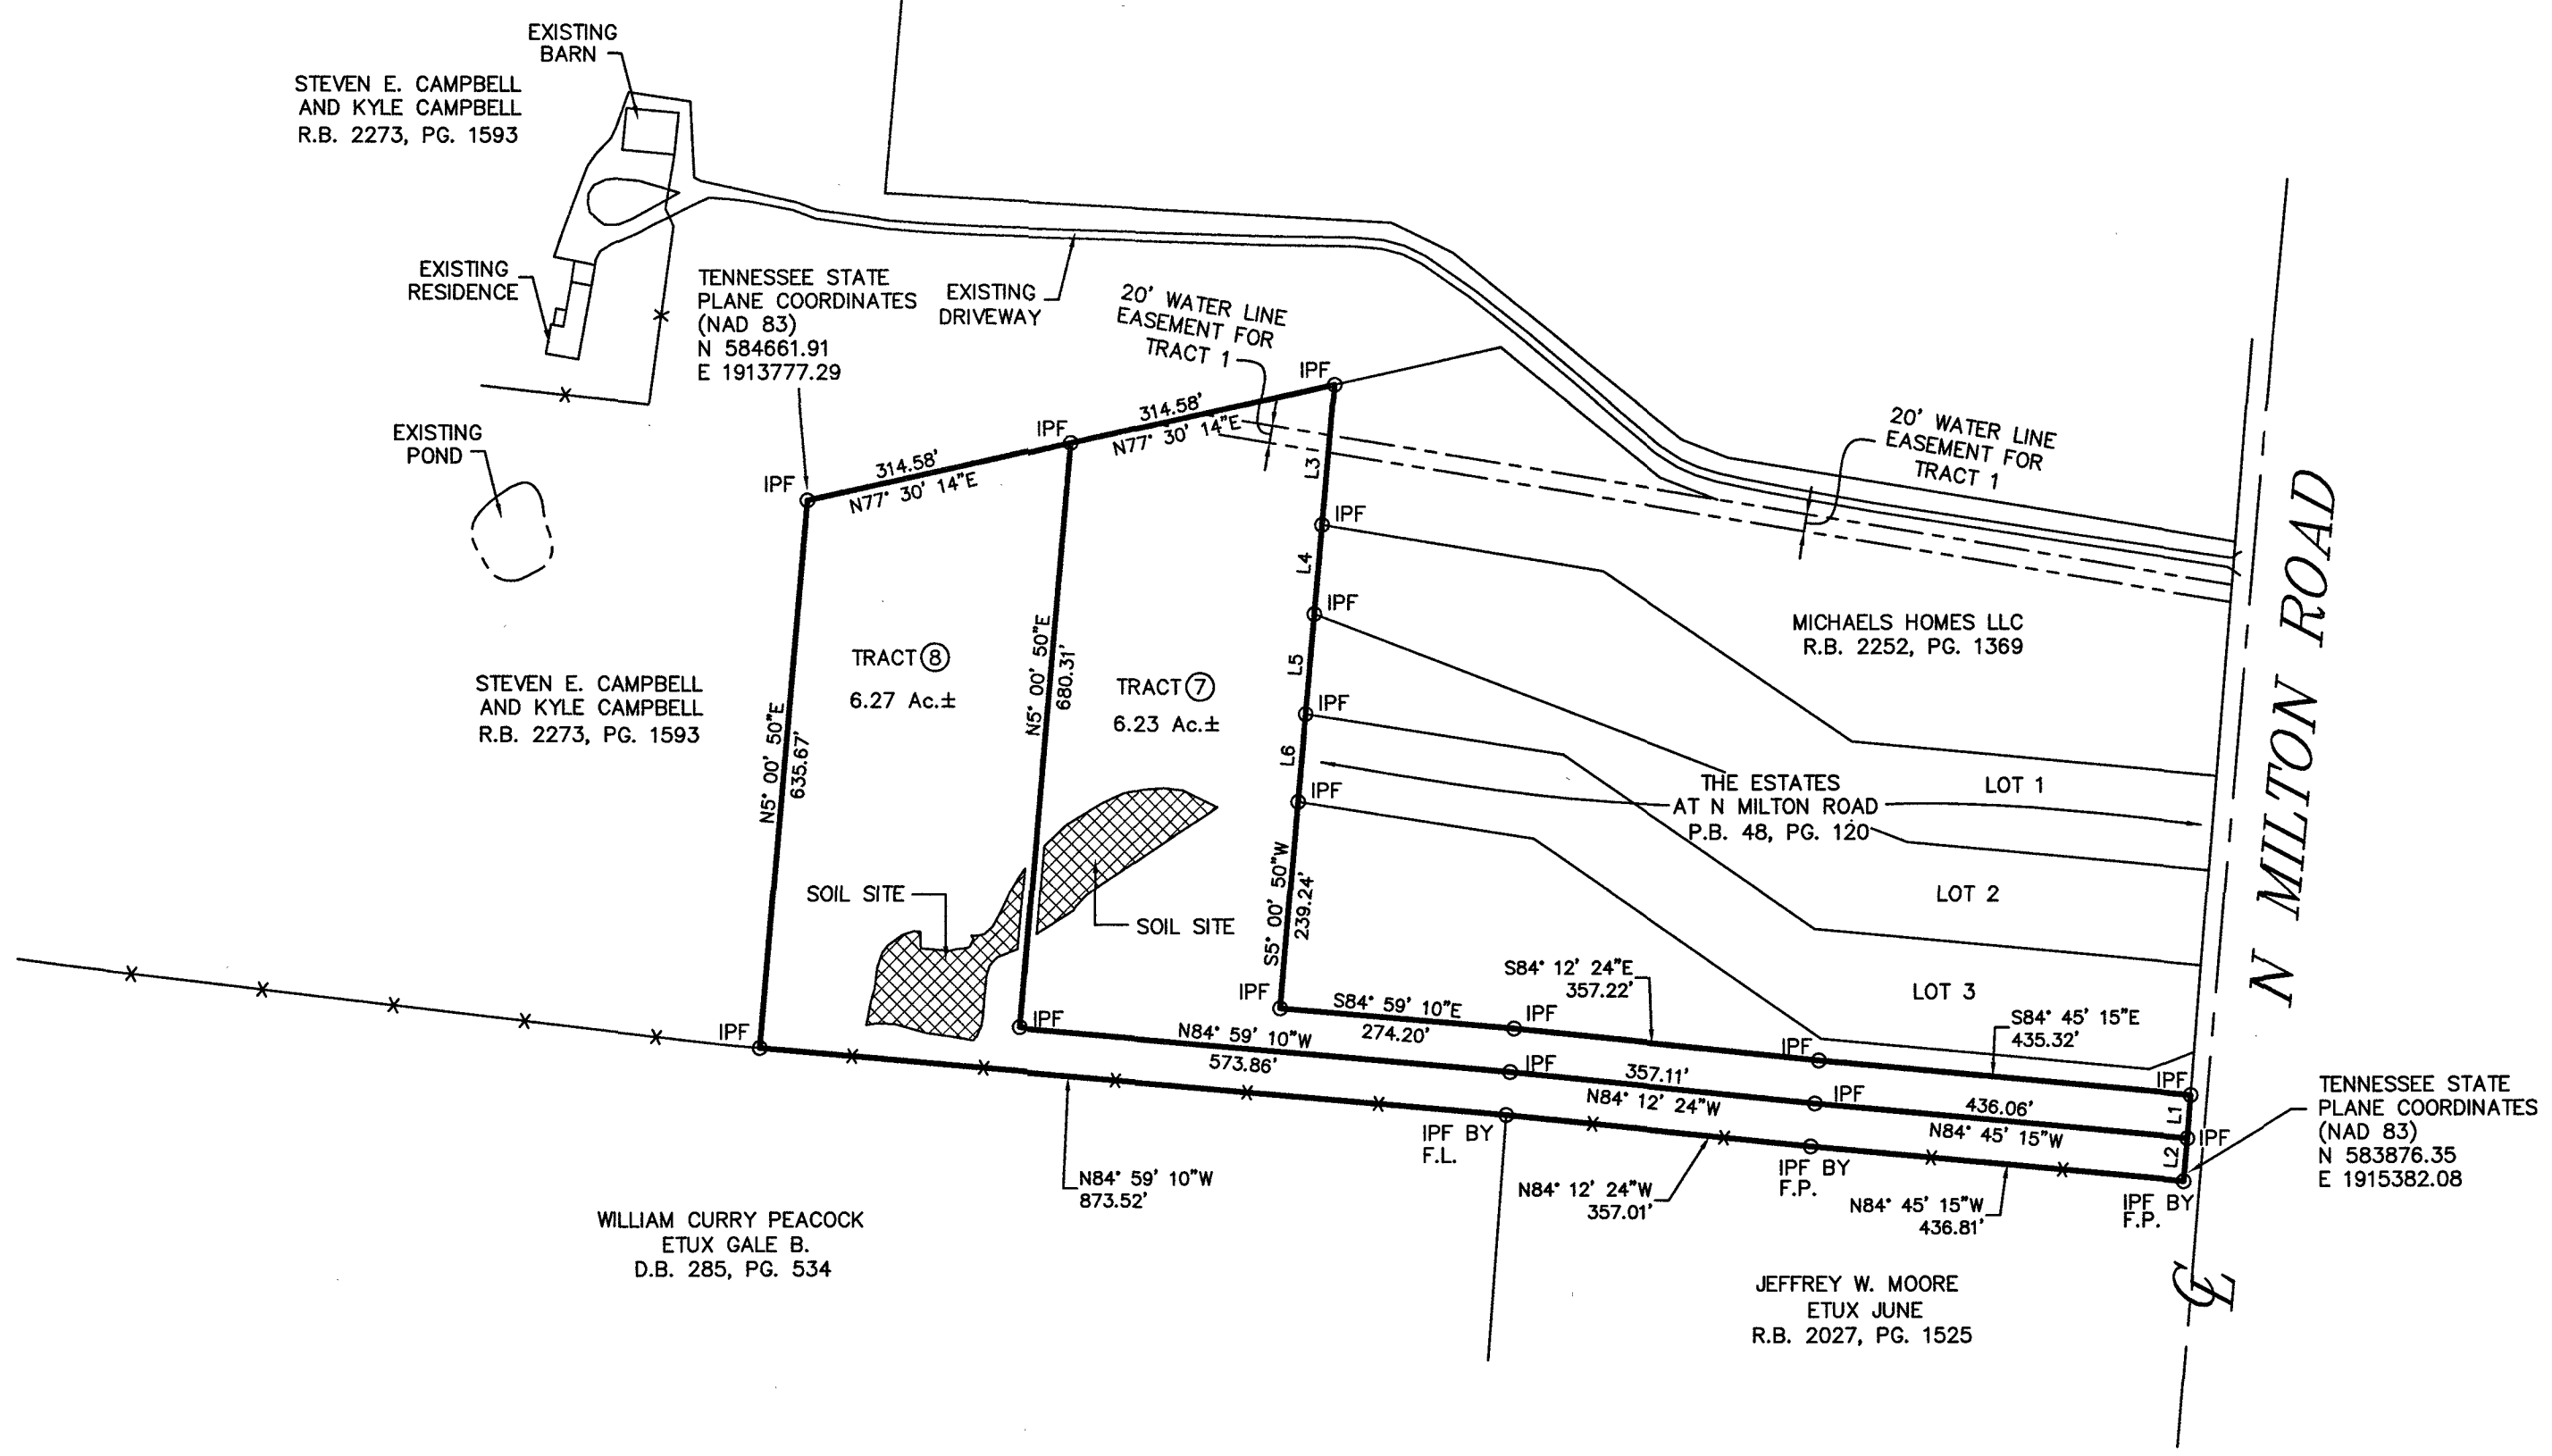 EXISTING
BARN
STEVEN E. CAMPBELL
AND KYLE CAMPBELL
R.B. 2273, PG. 1593
EXISTING
RESIDENCE
TENNESSEE STATE
PLANE COORDINATES
(NAD 83)
N 584661.91
E 1913777.29
EXISTING
DRIVEWAY
20' WATER LINE
EASEMENT FOR
TRACT 1
IPF
EXISTING
POND
IPF
314.58'
N77° 30' 14"E
IPF
314.58'
N77° 30' 14"E
L3
IPF
L4
IPF
L5
IPF
L6
IPF
20' WATER LINE
EASEMENT FOR
TRACT 1
N MILTON ROAD
MICHAELS HOMES LLC
R.B. 2252, PG. 1369
STEVEN E. CAMPBELL
AND KYLE CAMPBELL
R.B. 2273, PG. 1593
N5° 00' 50"E
635.67'
TRACT 8
6.27 Ac.±
N5° 00' 50"E
680.31'
TRACT 7
6.23 Ac.±
THE ESTATES
AT N MILTON ROAD
P.B. 48, PG. 120
LOT 1
LOT 2
LOT 3
SOIL SITE
SOIL SITE
S5° 00' 50"W
239.24'
IPF
S84° 59' 10"E
274.20'
IPF
S84° 12' 24"E
357.22'
IPF
S84° 45' 15"E
435.32'
IPF
L1
IPF
L2
IPF
IPF
N84° 59' 10"W
573.86'
IPF
357.11'
N84° 12' 24"W
IPF
436.06'
N84° 45' 15"W
TENNESSEE STATE
PLANE COORDINATES
(NAD 83)
N 583876.35
E 1915382.08
N84° 59' 10"W
873.52'
IPF BY
F.L.
N84° 12' 24"W
357.01'
IPF BY
F.P.
N84° 45' 15"W
436.81'
IPF BY
F.P.
WILLIAM CURRY PEACOCK
ETUX GALE B.
D.B. 285, PG. 534
JEFFREY W. MOORE
ETUX JUNE
R.B. 2027, PG. 1525
CL